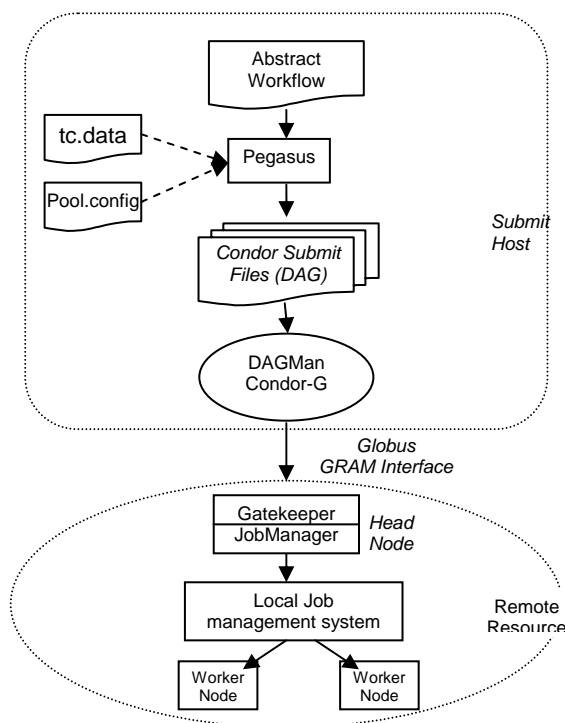 Abstract
Workflow
tc.data
Pegasus
Pool.config
Submit
Host
Condor Submit
Files (DAG)
DAGMan
Condor-G
Globus
GRAM Interface
Gatekeeper
JobManager
Head
Node
Local Job
management system
Remote
Resource
Worker
Node
Worker
Node